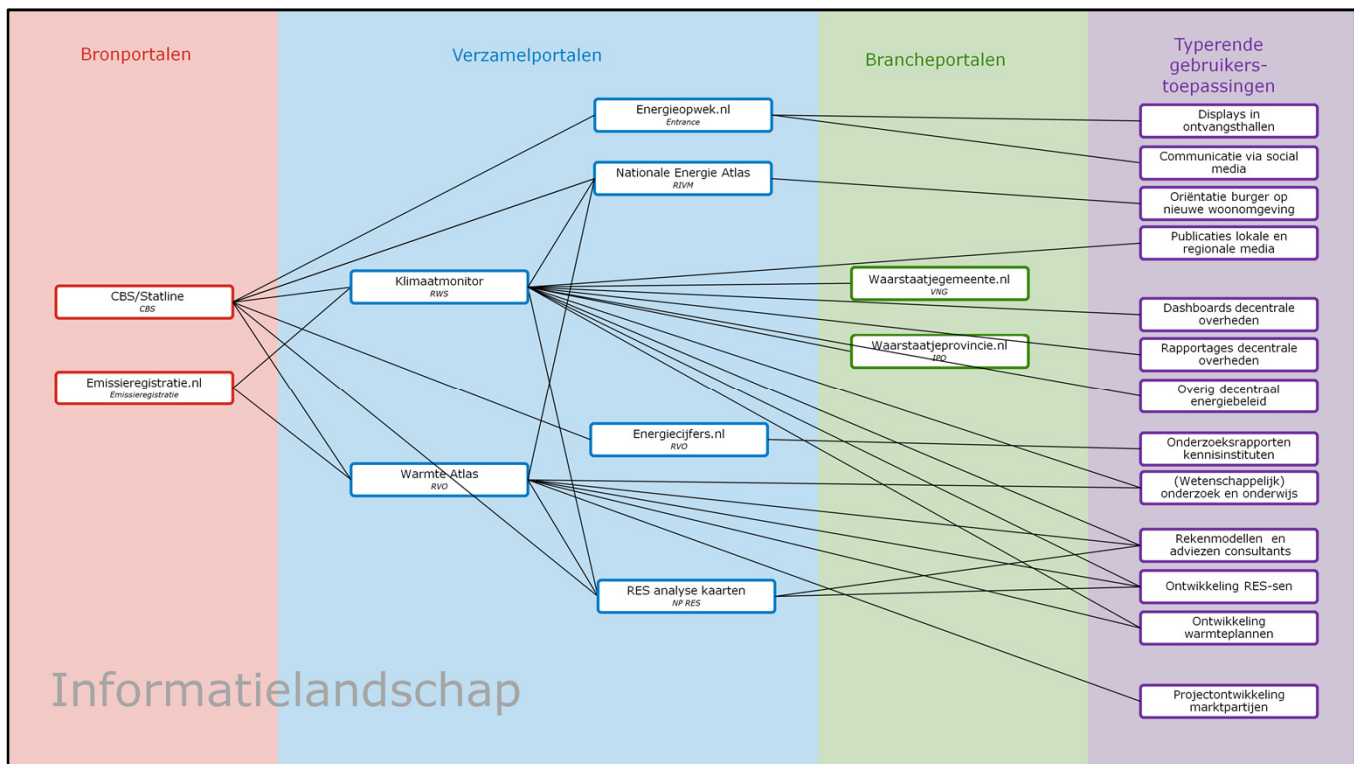 Bronportalen
Verzamelportalen
Brancheportalen
Typerende
gebruikers-
toepassingen
CBS/Statline
CBS
Emissieregistratie.nl
Emissieregistratie
Klimaatmonitor
RWS
Warmte Atlas
RVO
Energieopwek.nl
Entrance
Nationale Energie Atlas
RIVM
Energiecijfers.nl
RVO
RES analyse kaarten
NP RES
Waarstaatjegemeente.nl
VNG
Waarstaatjeprovincie.nl
IPO
Displays in
ontvangsthallen
Communicatie via social
media
Oriëntatie burger op
nieuwe woonomgeving
Publicaties lokale en
regionale media
Dashboards decentrale
overheden
Rapportages decentrale
overheden
Overig decentraal
energiebeleid
Onderzoeksrapporten
kennisinstituten
(Wetenschappelijk)
onderzoek en onderwijs
Rekenmodellen en
adviezen consultants
Ontwikkeling RES-sen
Ontwikkeling
warmteplannen
Projectontwikkeling
marktpartijen
Informatielandschap